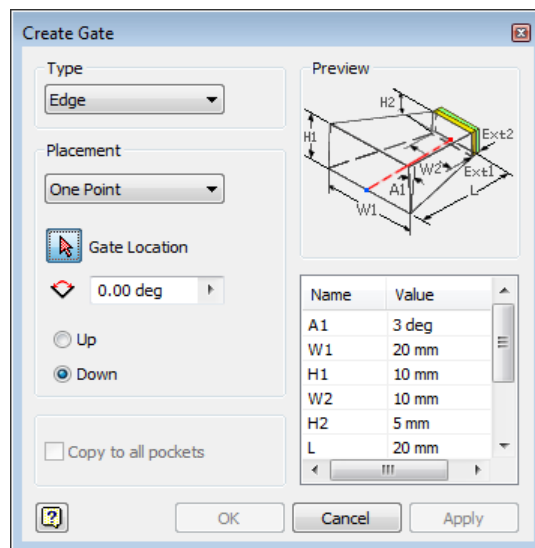 Create Gate
Type
Edge
Placement
One Point
Gate Location
0.00 deg
Up
Down
Copy to all pockets
Preview
H2
H1
Ext2
W2
Ext1
A1
L
W1
Name Value
A1 3 deg
W1 20 mm
H1 10 mm
W2 10 mm
H2 5 mm
L 20 mm
?
OK Cancel Apply